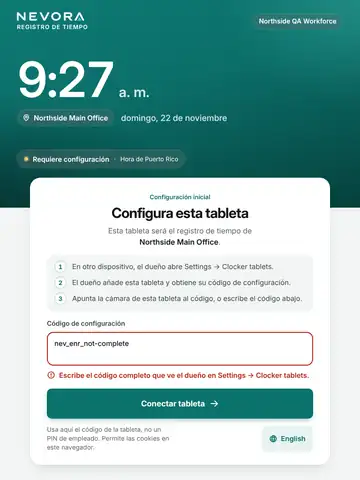 NEVORA
REGISTRO DE TIEMPO
Northside QA Workforce
9:27 a. m.
Northside Main Office
domingo, 22 de noviembre
Requiere configuración · Hora de Puerto Rico
Configuración inicial
Configura esta tableta
Esta tableta será el registro de tiempo de
Northside Main Office.
1 En otro dispositivo, el dueño abre Settings → Clocker tablets.
2 El dueño añade esta tableta y obtiene su código de configuración.
3 Apunta la cámara de esta tableta al código, o escribe el código abajo.
Código de configuración
nev_enr_not-complete
Escribe el código completo que ve el dueño en Settings → Clocker tablets.
Conectar tableta →
Usa aquí el código de la tableta, no un
PIN de empleado. Permite las cookies en
este navegador.
English